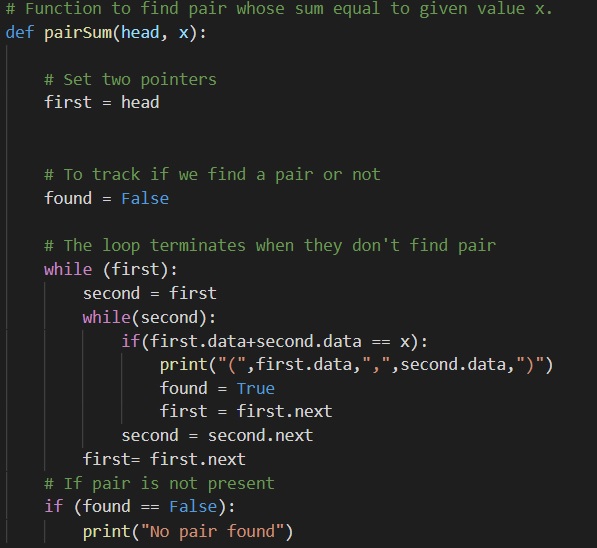 # Function to find pair whose sum equal to given value x.
def pairSum(head, x):
    # Set two pointers
    first = head
    # To track if we find a pair or not
    found = False
    # The loop terminates when they don't find pair
    while (first):
        second = first
        while(second):
            if(first.data+second.data == x):
                print("(",first.data,",",second.data,")")
                found = True
                first = first.next
            second = second.next
        first= first.next
    # If pair is not present
    if (found == False):
        print("No pair found")